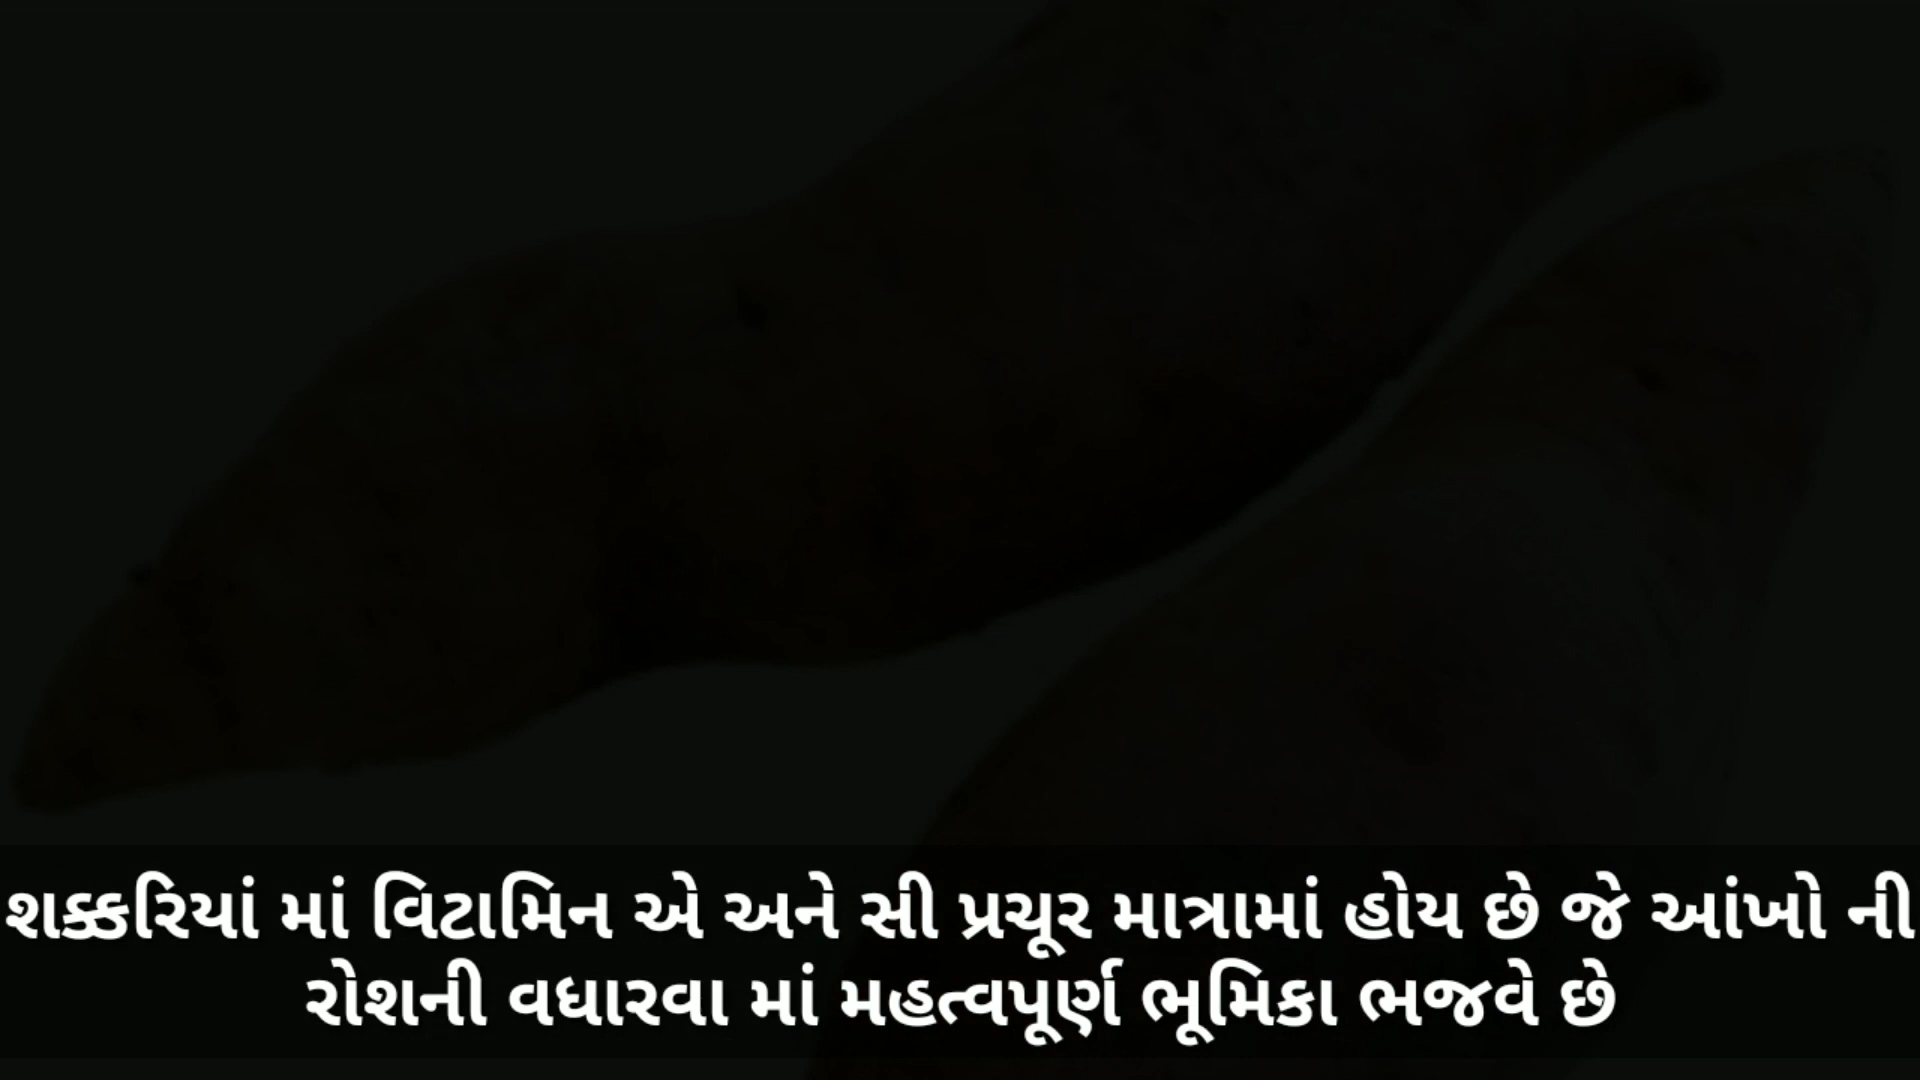 શક્કરિયાં માં વિટામિન એ અને સી પ્રચૂર માત્રામાં હોય છે જે આંખો ની
રોશની વધારવા માં મહત્વપૂર્ણ ભૂમિકા ભજવે છે